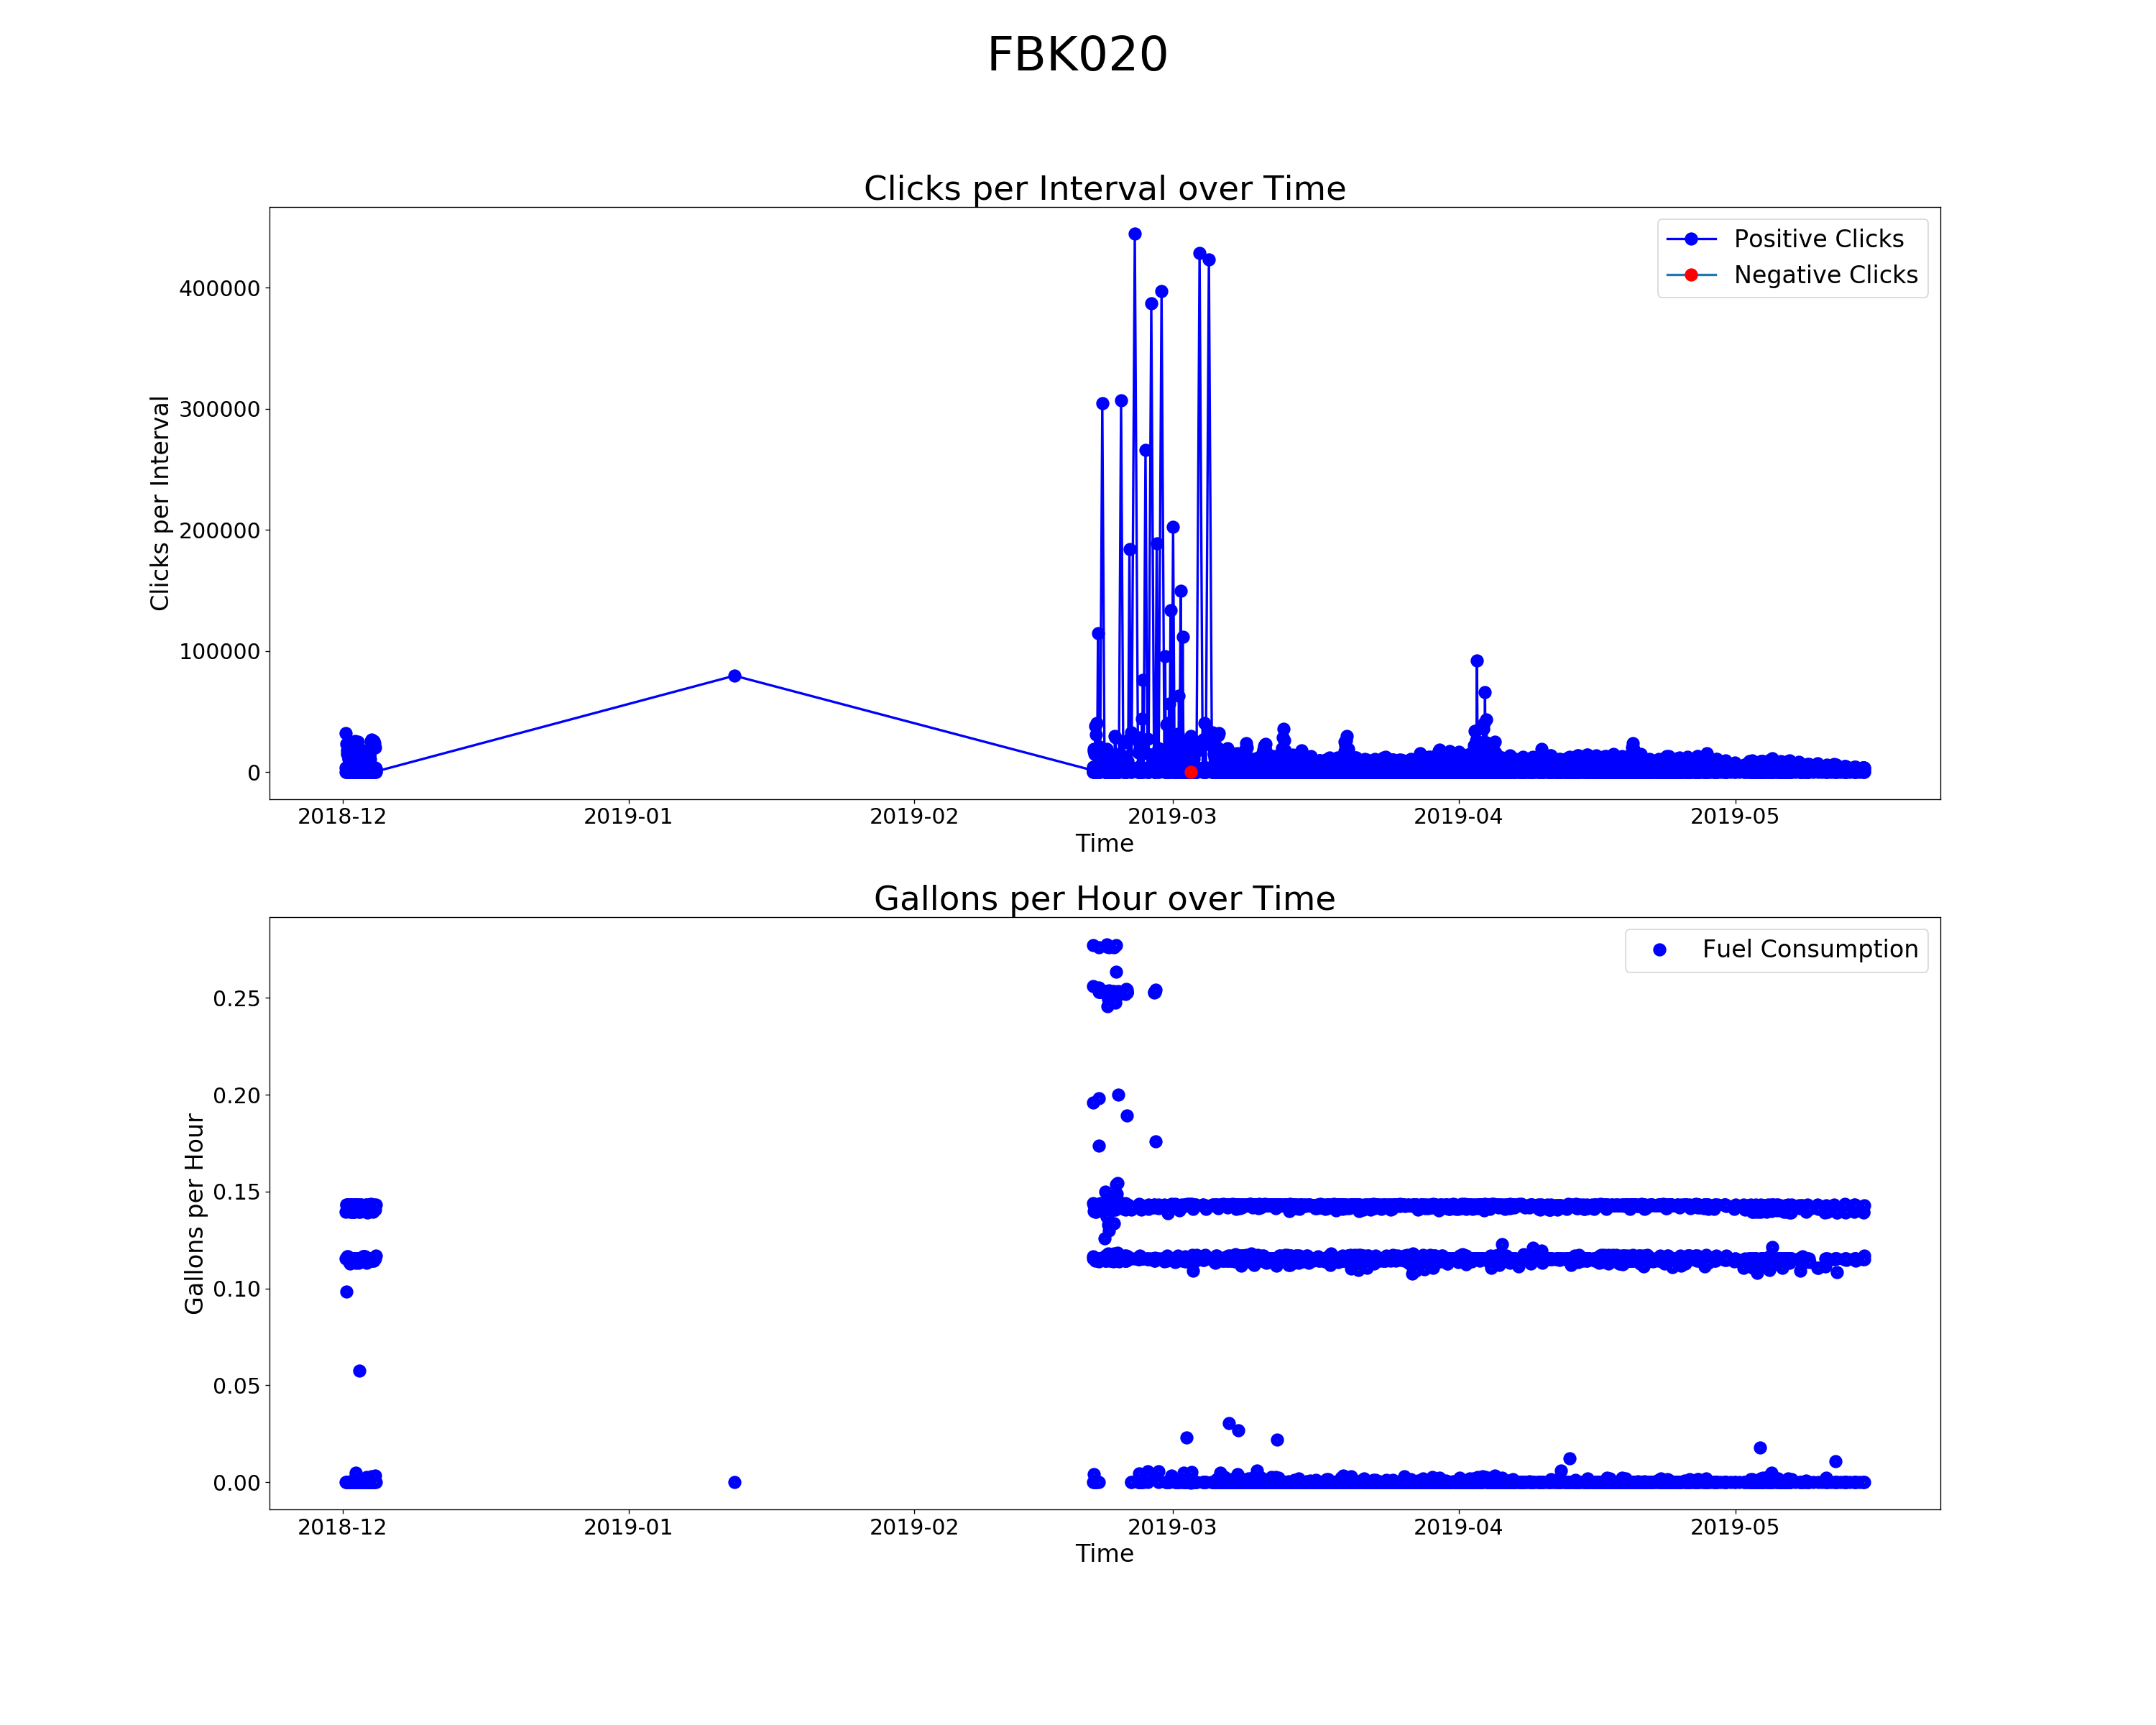 FBK020
Clicks per Interval over Time
Positive Clicks
Negative Clicks
400000
300000
200000
100000
0
Clicks per Interval
2018-12 2019-01 2019-02 2019-03 2019-04 2019-05
Time
Gallons per Hour over Time
Fuel Consumption
0.25
0.20
0.15
0.10
0.05
0.00
Gallons per Hour
2018-12 2019-01 2019-02 2019-03 2019-04 2019-05
Time